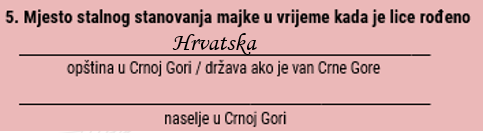 5. Mjesto stalnog stanovanja majke u vrijeme kada je lice rođeno
Hrvatska
opština u Crnoj Gori / država ako je van Crne Gore
naselje u Crnoj Gori